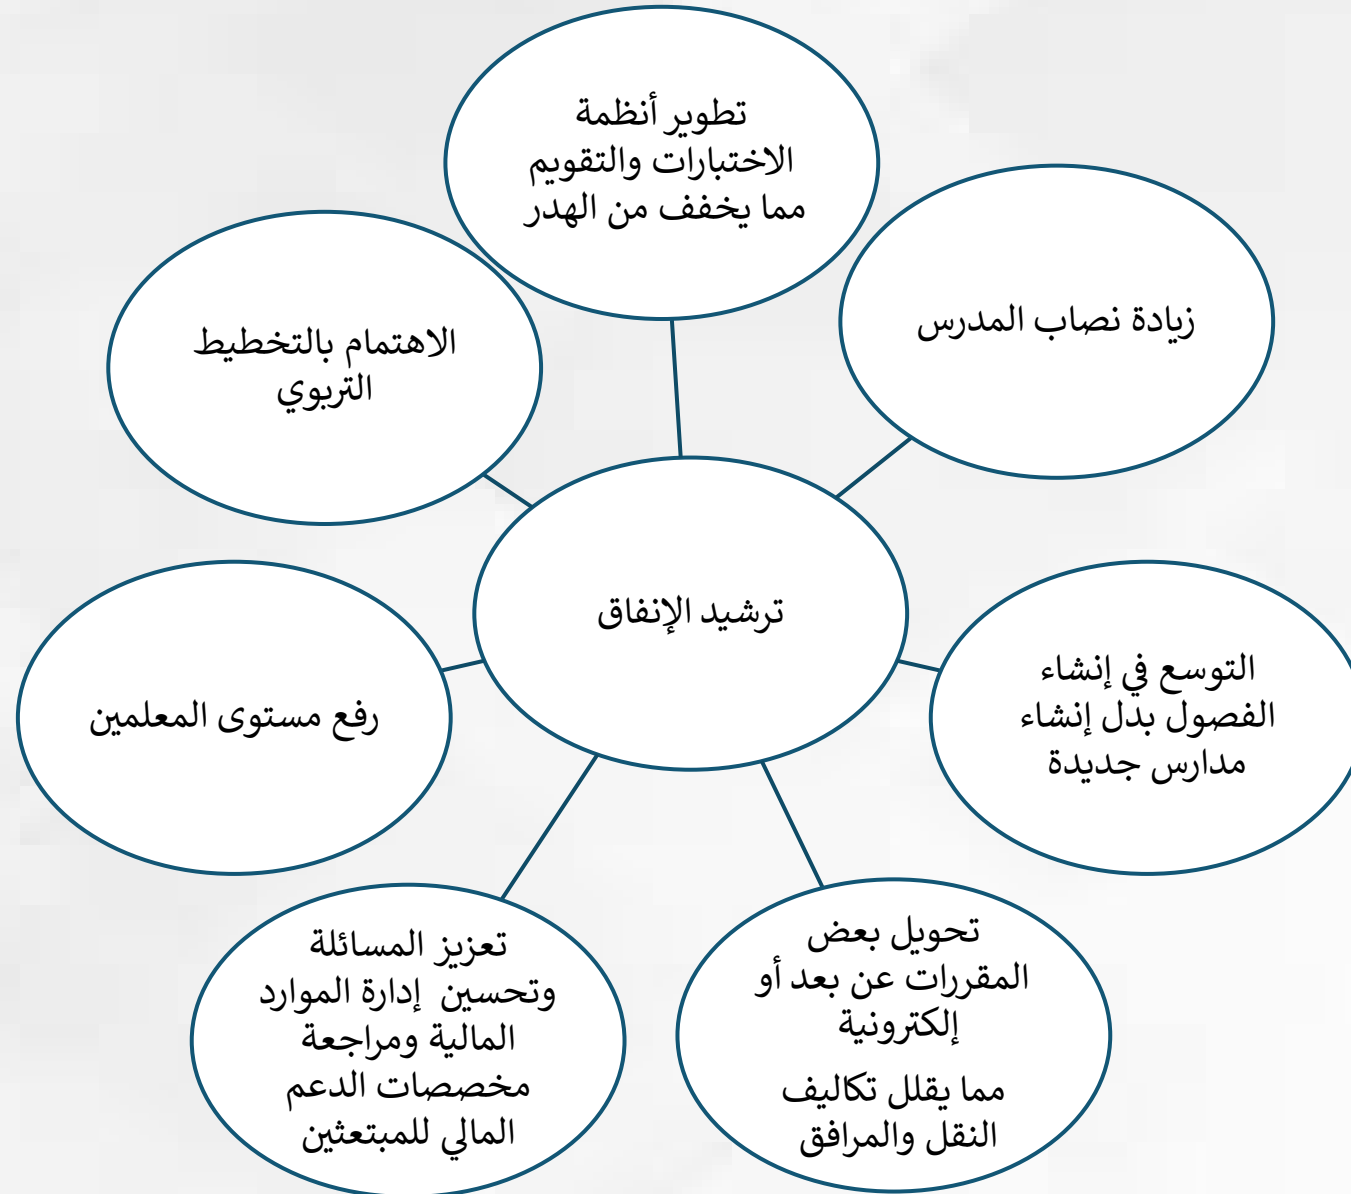 تطوير أنظمة
الاختبارات والتقويم
مما يخفف من الهدر
زيادة نصاب المدرس
الاهتمام بالتخطيط
التربوي
ترشيد الإنفاق
التوسع في إنشاء
الفصول بدل إنشاء
مدارس جديدة
رفع مستوى المعلمين
تحويل بعض
المقررات عن بعد أو
إلكترونية
مما يقلل تكاليف
النقل والمرافق
تعزيز المسائلة
وتحسين إدارة الموارد
المالية ومراجعة
مخصصات الدعم
المالي للمبتعثين